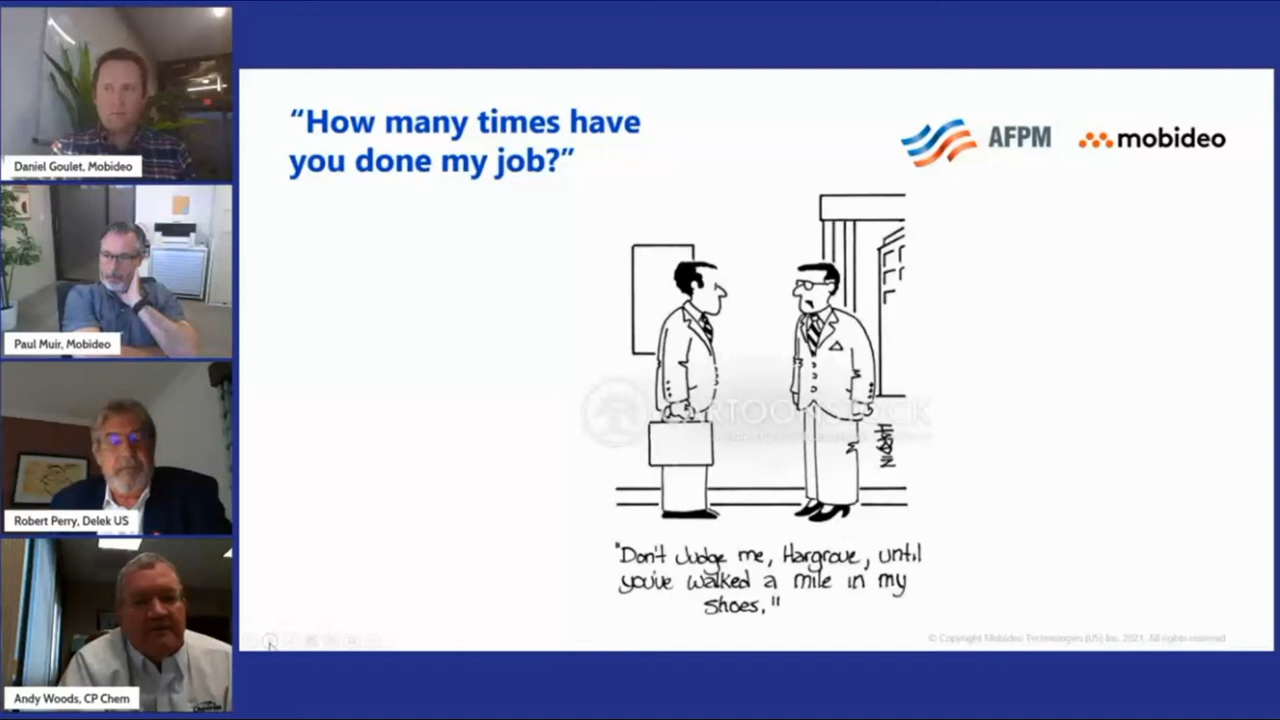 Daniel Goulet, Mobideo
Paul Muir, Mobideo
Robert Perry, Delek US
Andy Woods, CP Chem
“How many times have
you done my job?”
AFPM
mobideo
CARTOONSTOCK
HARDIN
"Don't Judge me, Hargrove, until
you've walked a mile in my
shoes,"
© Copyright Mobideo Technologies (US) Inc. 2021. All rights reserved